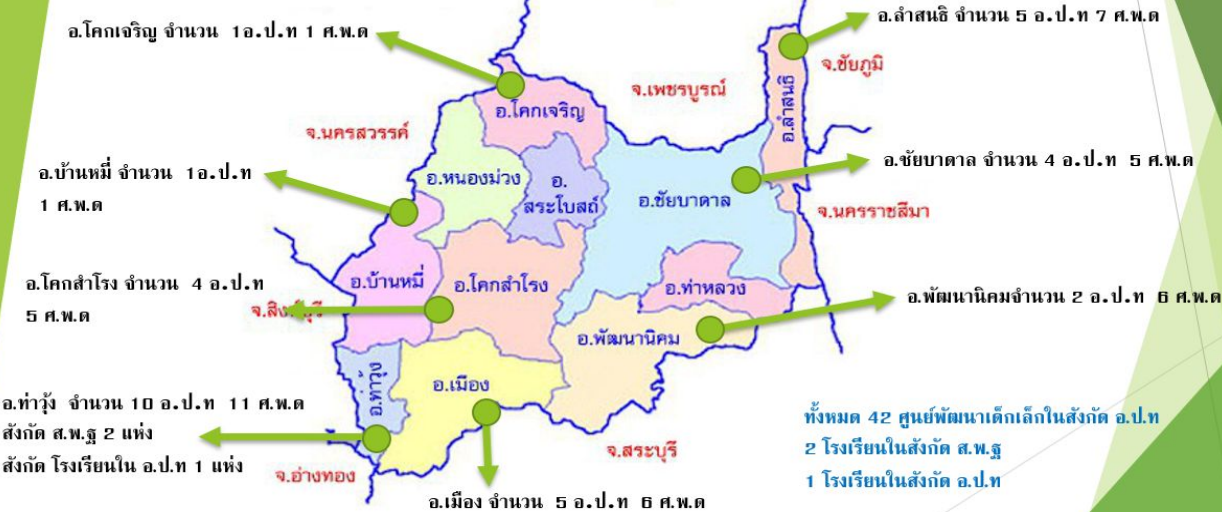 อ.โคกเจริญ จำนวน 1อ.ป.ท 1 ศ.พ.ด
อ.ลำสนธิ จำนวน 5 อ.ป.ท 7 ศ.พ.ด
จ.ชัยภูมิ
จ.เพชรบูรณ์
อ.ลำสนธิ
อ.โคกเจริญ
จ.นครสวรรค์
อ.บ้านหมี่ จำนวน 1อ.ป.ท
1 ศ.พ.ด
อ.หนองม่วง
อ.
สระโบสถ์
อ.ชัยบาดาล
อ.ชัยบาดาล จำนวน 4 อ.ป.ท 5 ศ.พ.ด
จ.นครราชสีมา
อ.โคกสำโรง จำนวน 4 อ.ป.ท
5 ศ.พ.ด
จ.สิงห์บุรี
อ.บ้านหมี่
อ.โคกสำโรง
อ.ท่าหลวง
อ.พัฒนานิคมจำนวน 2 อ.ป.ท 6 ศ.พ.ด
อ.พัฒนานิคม
อ.ท่าวุ้ง
อ.เมือง
อ.ท่าวุ้ง จำนวน 10 อ.ป.ท 11 ศ.พ.ด
สังกัด ส.พ.ฐ 2 แห่ง
สังกัด โรงเรียนใน อ.ป.ท 1 แห่ง
จ.อ่างทอง
จ.สระบุรี
อ.เมือง จำนวน 5 อ.ป.ท 6 ศ.พ.ด
ทั้งหมด 42 ศูนย์พัฒนาเด็กเล็กในสังกัด อ.ป.ท
2 โรงเรียนในสังกัด ส.พ.ฐ
1 โรงเรียนในสังกัด อ.ป.ท